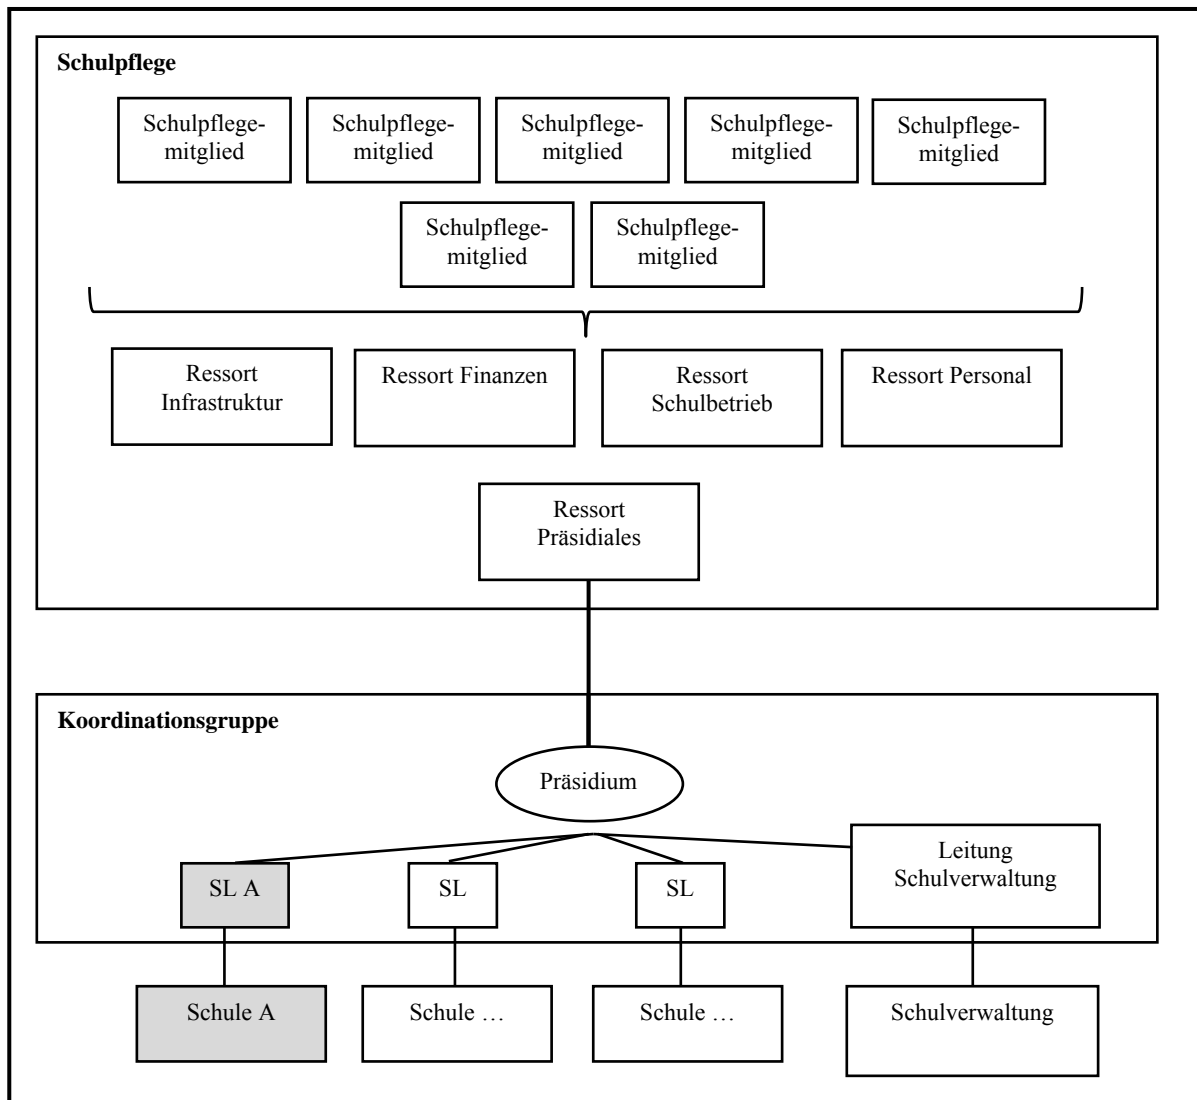 Schulpflege
Schulpflege-
mitglied
Schulpflege-
mitglied
Schulpflege-
mitglied
Schulpflege-
mitglied
Schulpflege-
mitglied
Schulpflege-
mitglied
Schulpflege-
mitglied
Ressort
Infrastruktur
Ressort Finanzen
Ressort
Schulbetrieb
Ressort Personal
Ressort
Präsidiales
Koordinationsgruppe
Präsidium
SL A
SL
SL
Leitung
Schulverwaltung
Schule A
Schule …
Schule …
Schulverwaltung